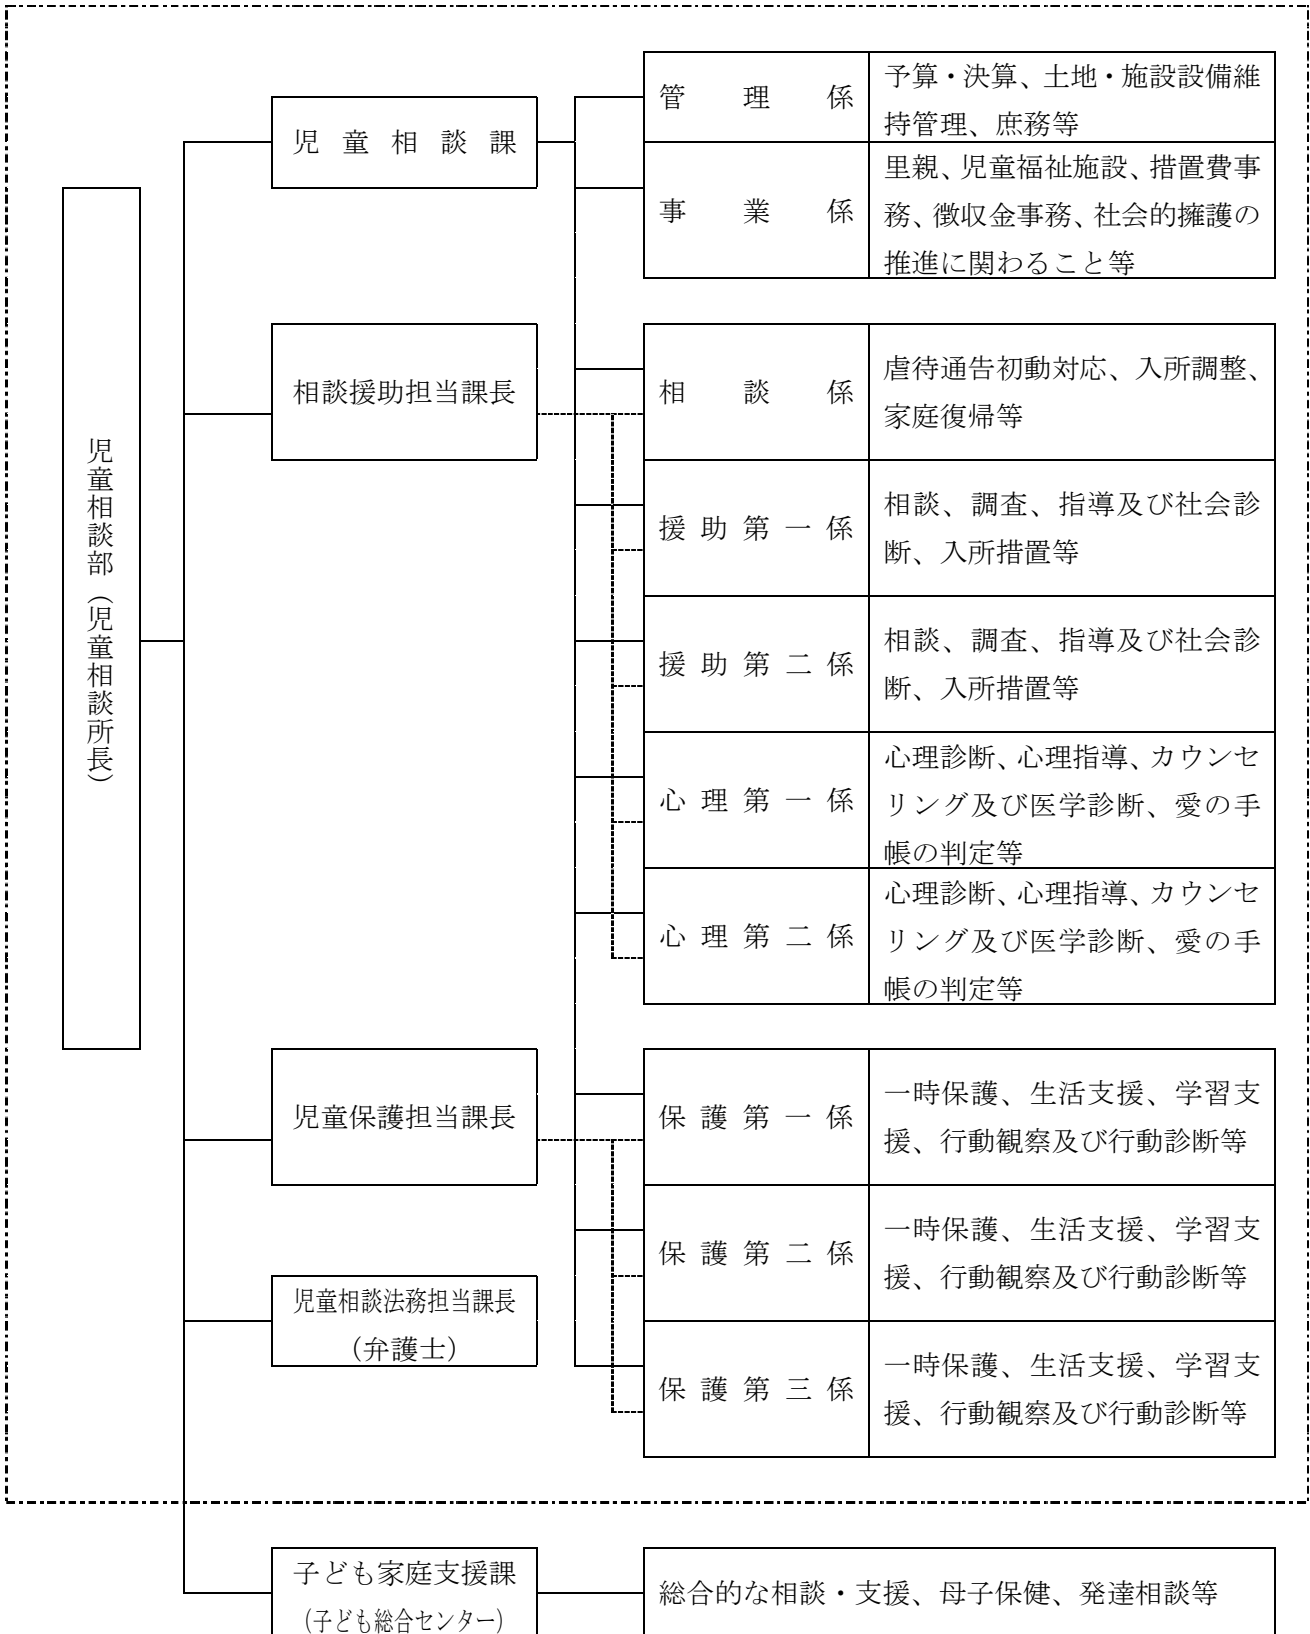 児童相談部（児童相談所長）
児童相談課
管理係
予算・決算、土地・施設設備維
持管理、庶務等
事業係
里親、児童福祉施設、措置費事
務、徴収金事務、社会的擁護の
推進に関わること等
相談援助担当課長
相談係
虐待通告初動対応、入所調整、
家庭復帰等
援助第一係
相談、調査、指導及び社会診
断、入所措置等
援助第二係
相談、調査、指導及び社会診
断、入所措置等
心理第一係
心理診断、心理指導、カウンセ
リング及び医学診断、愛の手
帳の判定等
心理第二係
心理診断、心理指導、カウンセ
リング及び医学診断、愛の手
帳の判定等
児童保護担当課長
保護第一係
一時保護、生活支援、学習支
援、行動観察及び行動診断等
保護第二係
一時保護、生活支援、学習支
援、行動観察及び行動診断等
児童相談法務担当課長
（弁護士）
保護第三係
一時保護、生活支援、学習支
援、行動観察及び行動診断等
子ども家庭支援課
（子ども総合センター）
総合的な相談・支援、母子保健、発達相談等